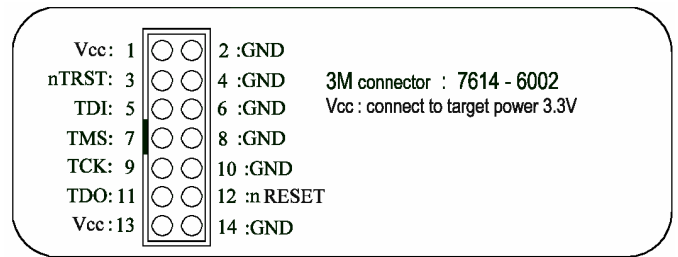 Vcc: 1 2 :GND
nTRST: 3 4 :GND
TDI: 5 6 :GND
TMS: 7 8 :GND
TCK: 9 10 :GND
TDO: 11 12 :nRESET
Vcc :13 14 :GND
3M connector : 7614 - 6002
Vcc : connect to target power 3.3V